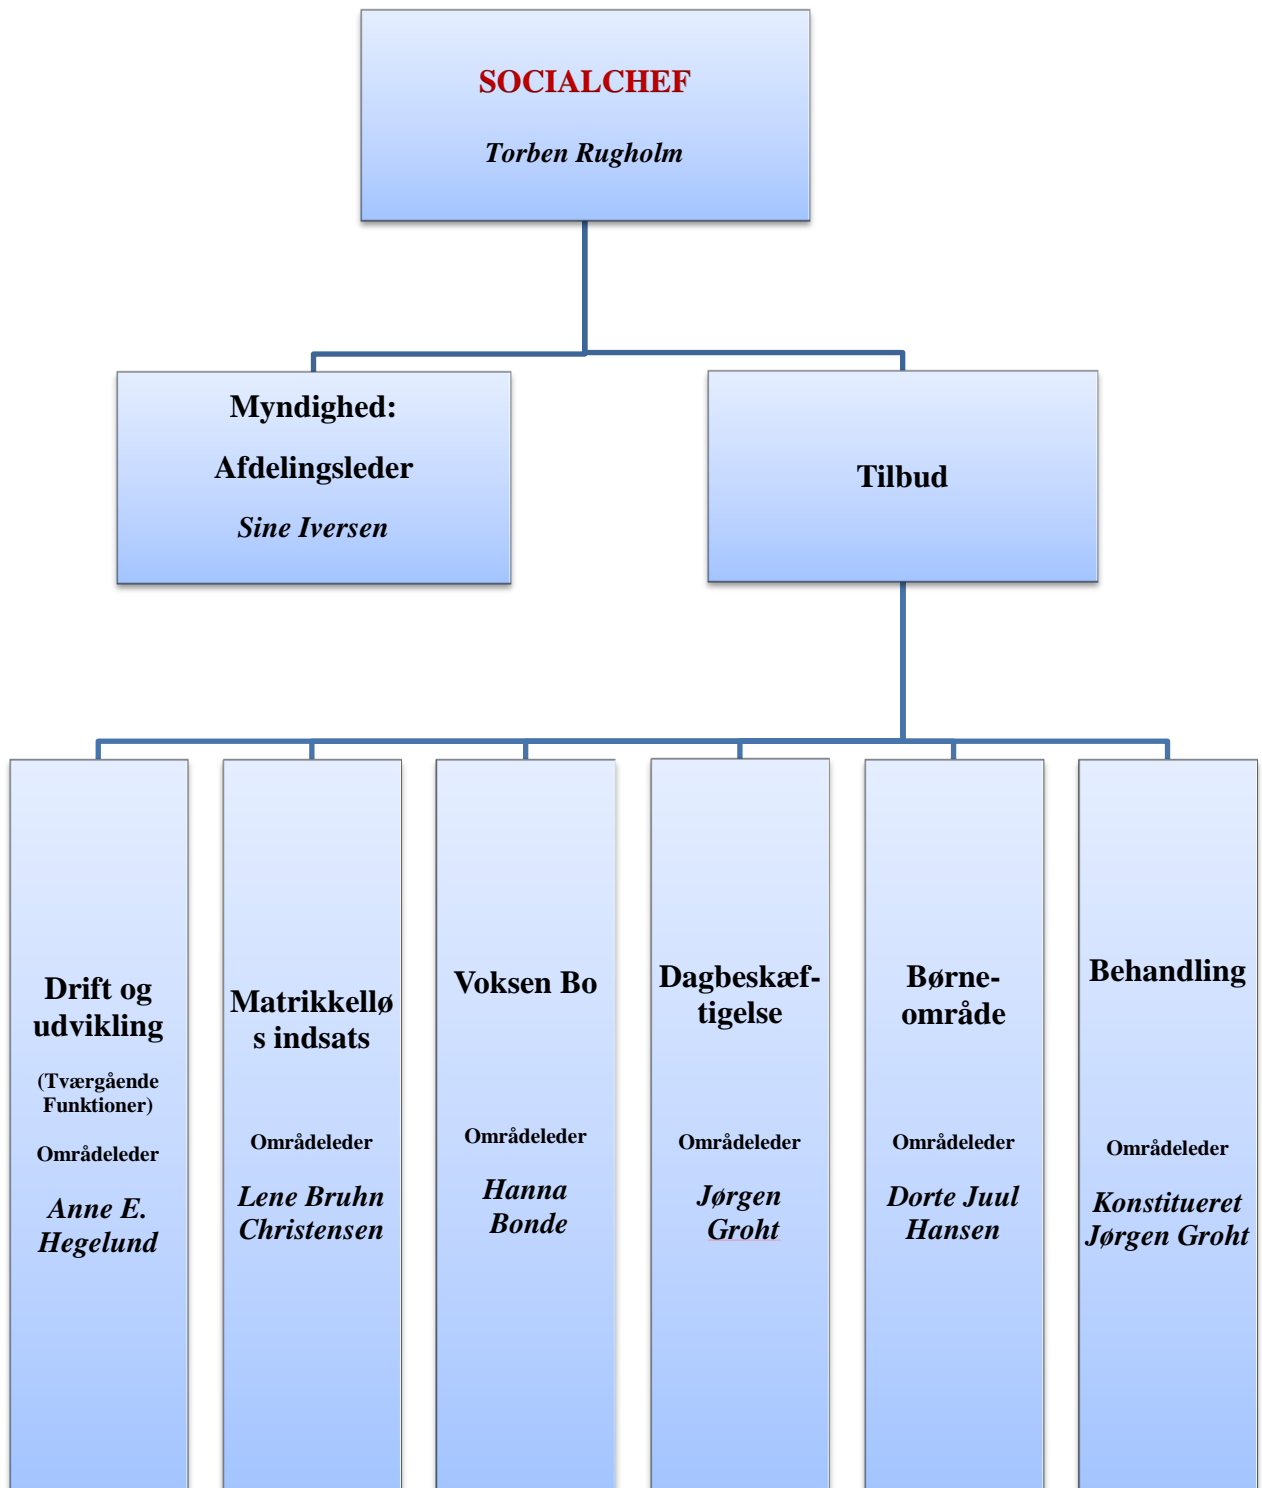 SOCIALCHEF
Torben Rugholm
Myndighed:
Afdelingsleder
Sine Iversen
Tilbud
Drift og
udvikling
(Tværgående
Funktioner)
Områdeleder
Anne E.
Hegelund
Matrikkellø
s indsats
Områdeleder
Lene Bruhn
Christensen
Voksen Bo
Områdeleder
Hanna
Bonde
Dagbeskæf-
tigelse
Områdeleder
Jørgen
Groht
Børne-
område
Områdeleder
Dorte Juul
Hansen
Behandling
Områdeleder
Konstitueret
Jørgen Groht